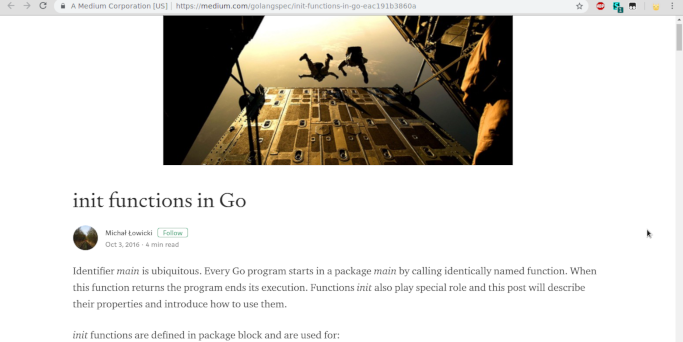 A Medium Corporation [US] | https://medium.com/golangspec/init-functions-in-go-eac191b3860a
init functions in Go
Michał Łowicki Follow
Oct 3, 2016 · 4 min read
Identifier main is ubiquitous. Every Go program starts in a package main by calling identically named function. When
this function returns the program ends its execution. Functions init also play special role and this post will describe
their properties and introduce how to use them.
init functions are defined in package block and are used for: